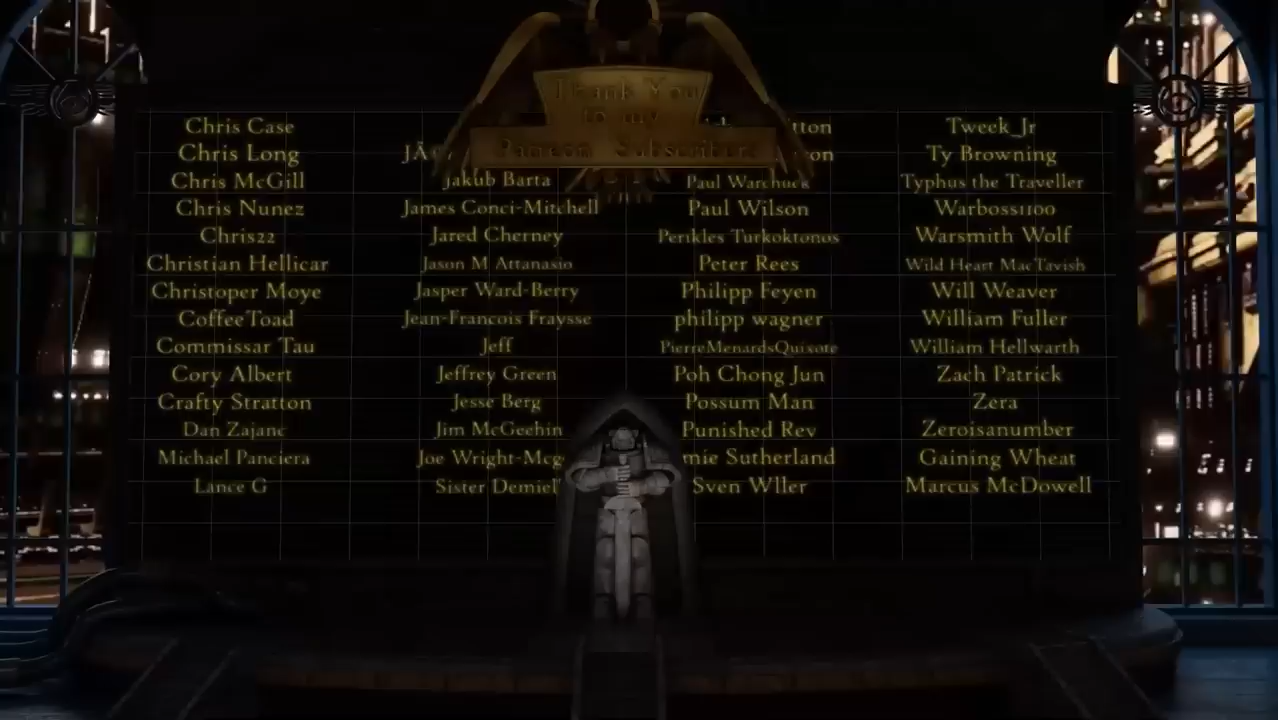 Thank You
to my
Patreon Subscribers
Chris Case
Chris Long
Chris McGill
Chris Nunez
Chris22
Christian Hellicar
Christoper Moye
CoffeeToad
Commissar Tau
Cory Albert
Crafty Stratton
Dan Zajanc
Michael Panciera
Lance G
Jakub Barta
James Conci-Mitchell
Jared Cherney
Jason M Attanasio
Jasper Ward-Berry
Jean-Francois Fraysse
Jeff
Jeffrey Green
Jesse Berg
Jim McGeehin
Joe
Sister
Paul Warchuck
Paul Wilson
Perikles Turkoktonos
Peter Rees
Philipp Feyen
philipp wagner
PierreMenardsQuixote
Poh Chong Jun
Possum Man
Punished Rev
Sutherland
Sven Wller
Tweek_Jr
Ty Browning
Typhus the Traveller
Warboss1100
Warsmith Wolf
Wild Heart MacTavish
Will Weaver
William Fuller
William Hellwarth
Zach Patrick
Zera
Zeroisanumber
Gaining Wheat
Marcus McDowell